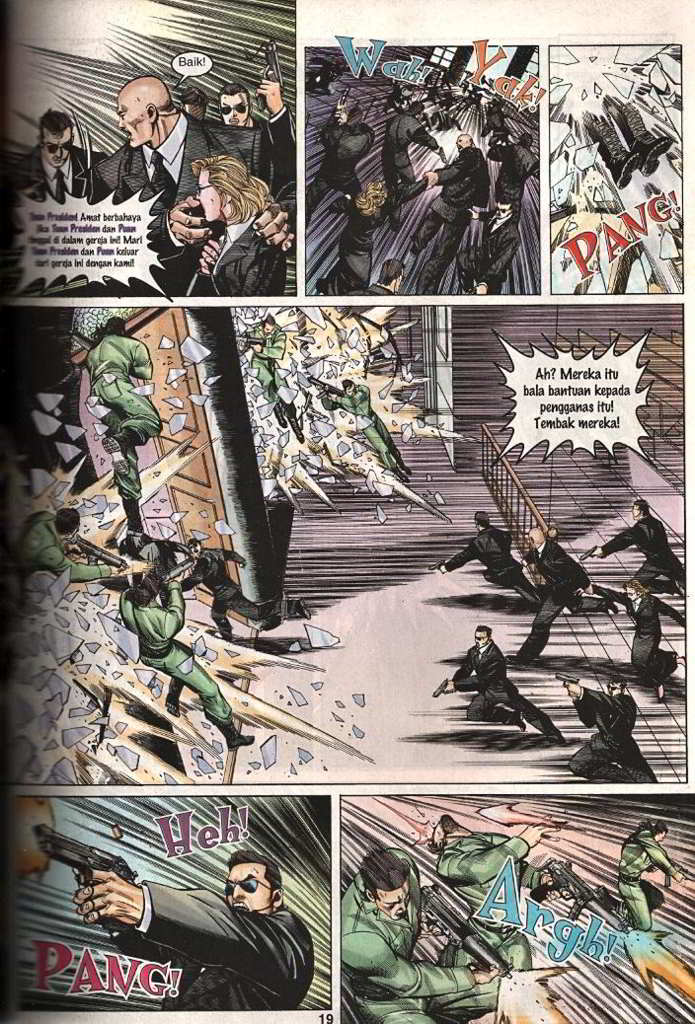 Baik!
Tuan Presiden! Amat berbahaya
jika Tuan Presiden dan Puan
tinggal di dalam gereja ini! Mari
Tuan Presiden dan Puan keluar
dari gereja ini dengan kami!
Wah! Yak!
PANG!
Ah? Mereka itu
bala bantuan kepada
pengganas itu!
Tembak mereka!
Heh!
PANG!
Argh!
19